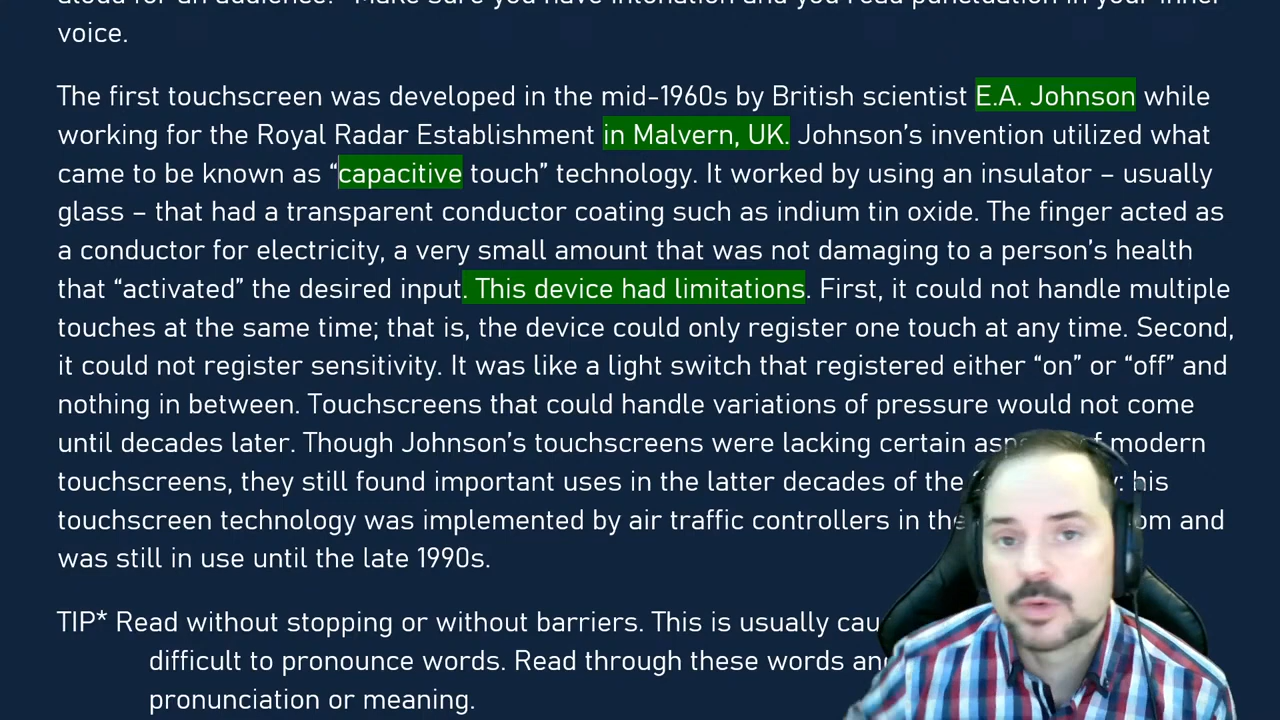 aloud for an audience." Make sure you have intonation and you read punctuation in your inner
voice.
The first touchscreen was developed in the mid-1960s by British scientist E.A. Johnson while
working for the Royal Radar Establishment in Malvern, UK. Johnson’s invention utilized what
came to be known as “capacitive touch” technology. It worked by using an insulator – usually
glass – that had a transparent conductor coating such as indium tin oxide. The finger acted as
a conductor for electricity, a very small amount that was not damaging to a person’s health
that “activated” the desired input. This device had limitations. First, it could not handle multiple
touches at the same time; that is, the device could only register one touch at any time. Second,
it could not register sensitivity. It was like a light switch that registered either “on” or “off” and
nothing in between. Touchscreens that could handle variations of pressure would not come
until decades later. Though Johnson’s touchscreens were lacking certain modern
touchscreens, they still found important uses in the latter decades of the his
touchscreen technology was implemented by air traffic controllers in the and
was still in use until the late 1990s.
TIP* Read without stopping or without barriers. This is usually
difficult to pronounce words. Read through these words
pronunciation or meaning.